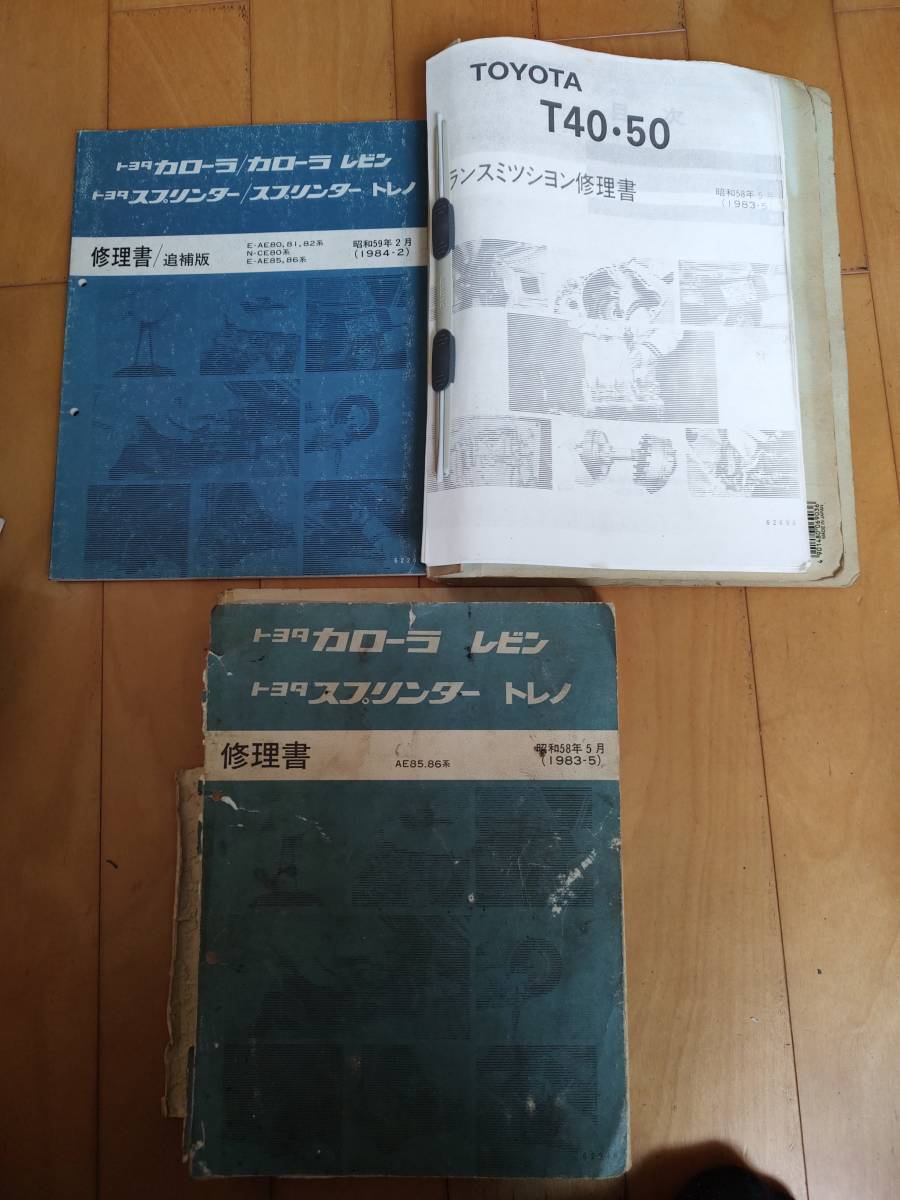 トヨタ カローラ/カローラ レビン
トヨタ スプリンター/スプリンター トレノ
修理書/追補版
E-AE80,81,82系
N-CE80系
E-AE85,86系
昭和59年2月
(1984-2)
TOYOTA
T40・50
ランスミツション修理書
昭和58年5月
(1983-5
4901480069036
MADE IN JAPAN
トヨタ カローラ レビン
トヨタ スプリンター トレノ
修理書
AE85.86系
昭和58年5月
(1983-5)